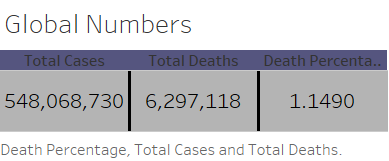 Global Numbers
Total Cases Total Deaths Death Percenta..
548,068,730 6,297,118 1.1490
Death Percentage, Total Cases and Total Deaths.